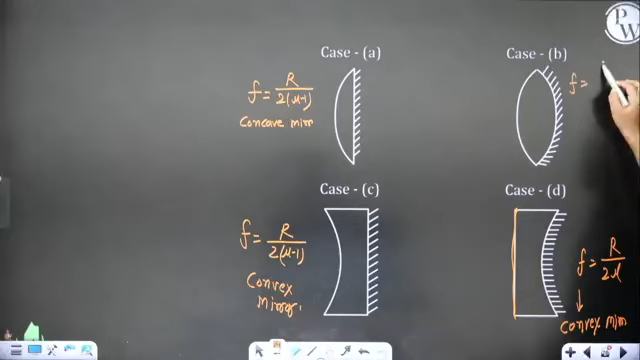 PW
Case - (a)
f = R / 2(μ-1)
Concave mirr
Case - (b)
f =
Case - (c)
f = R / 2(μ-1)
Convex
Mirror.
Case - (d)
f = R / 2μ
Convex mirr